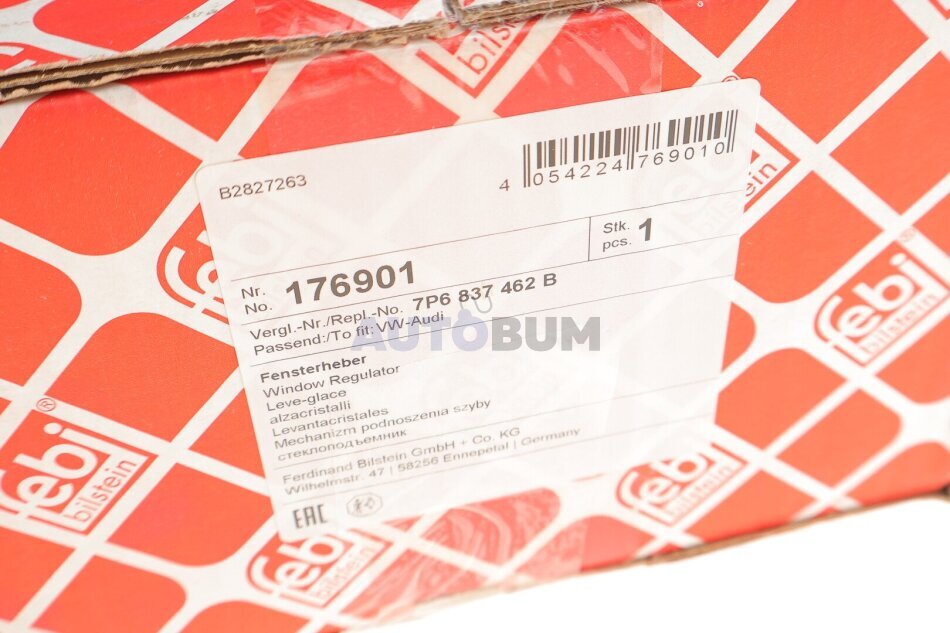 bilstein
B2827263
4 054224 769010
Nr.
No. 176901
Stk.
pcs. 1
Vergl.-Nr./Repl.-No. 7P6 837 462 B
Passend:/To fit: VW-Audi
AUTOBUM
Fensterheber
Window Regulator
Leve-glace
alzacristalli
Levantacristales
Mechanizm podnoszenia szyby
стеклоподъемник
Ferdinand Bilstein GmbH + Co. KG
Wilhelmstr. 47 | 58256 Ennepetal | Germany
EAC
febi
febi
bilstein
febi
bilstein
febi
bilstein
febi
bilstein